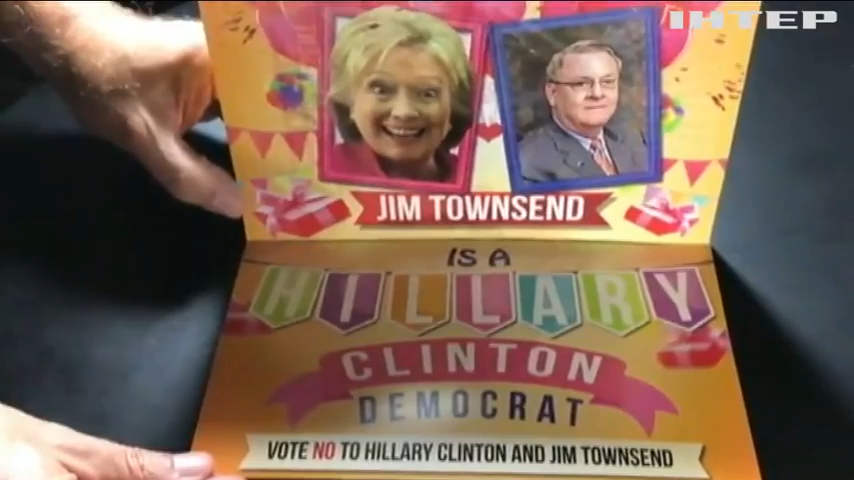 ІНТЕР
JIM TOWNSEND
IS A
HILLARY
CLINTON
DEMOCRAT
VOTE NO TO HILLARY CLINTON AND JIM TOWNSEND